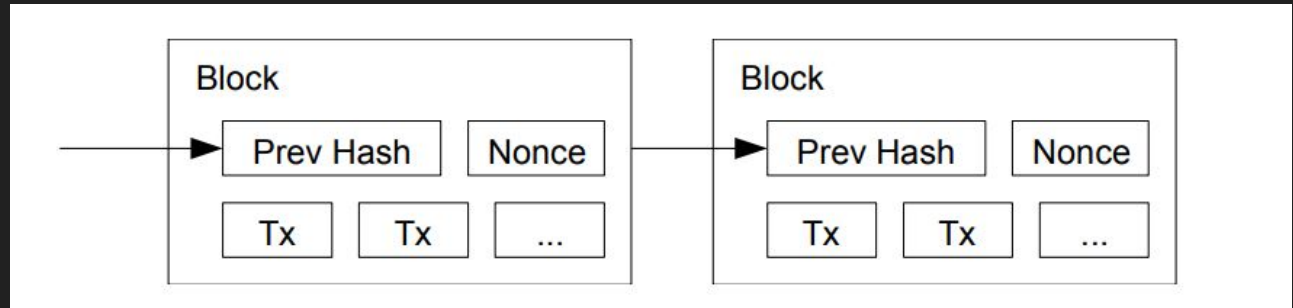 Block Block
Prev Hash Nonce Prev Hash Nonce
Tx Tx ... Tx Tx ...